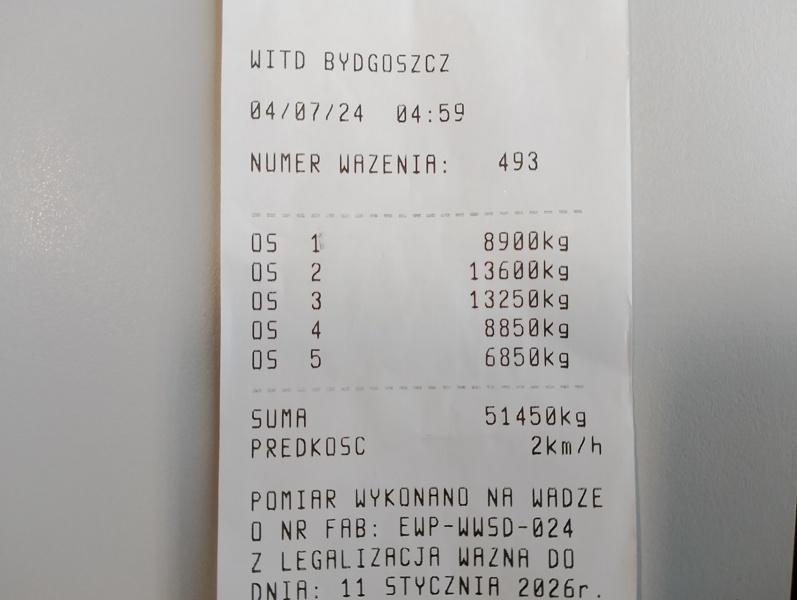 WITD BYDGOSZCZ
04/07/24 04:59
NUMER WAZENIA: 493
OS 1 8900kg
OS 2 13600kg
OS 3 13250kg
OS 4 8850kg
OS 5 6850kg
SUMA 51450kg
PREDKOSC 2km/h
POMIAR WYKONANO NA WADZE
O NR FAB: EWP-WWSD-024
Z LEGALIZACJA WAZNA DO
DNIA: 11 STYCZNIA 2026r.